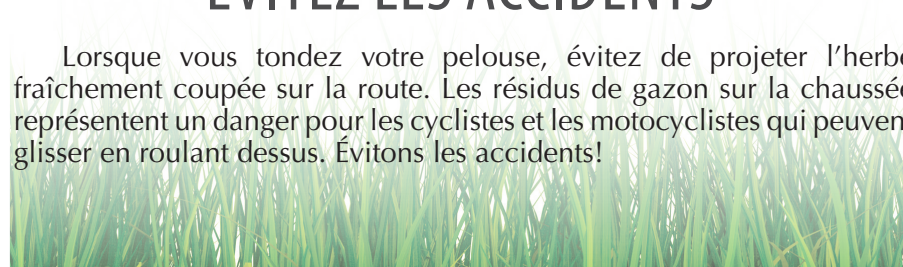 ÉVITEZ LES ACCIDENTS
Lorsque vous tondez votre pelouse, évitez de projeter l’herbe
fraîchement coupée sur la route. Les résidus de gazon sur la chaussée
représentent un danger pour les cyclistes et les motocyclistes qui peuven
glisser en roulant dessus. Évitons les accidents!